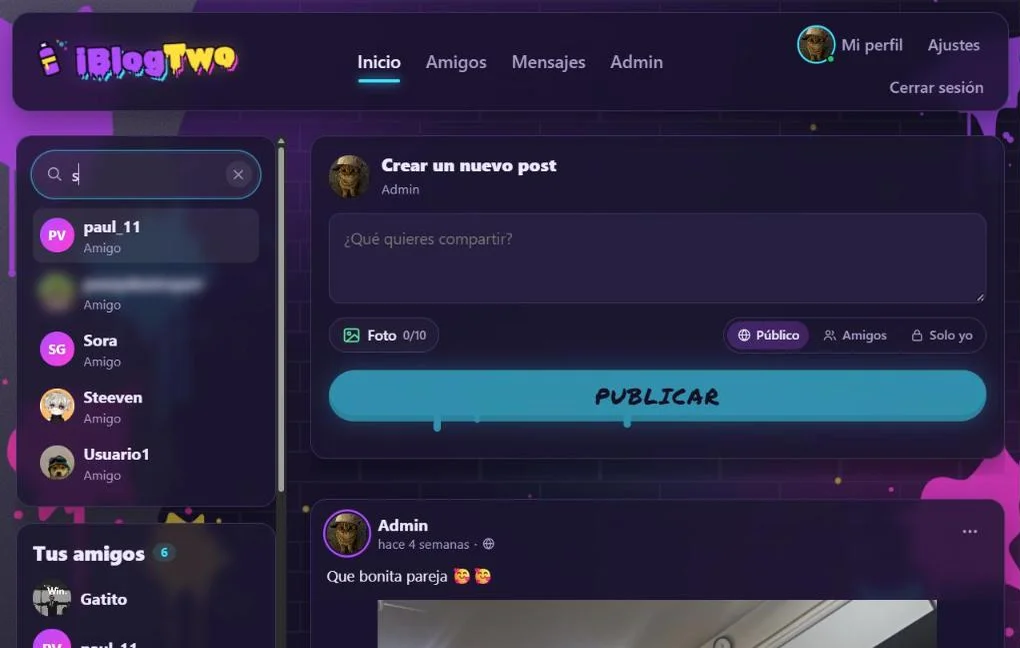 iBlogTwo
Inicio
Amigos
Mensajes
Admin
Mi perfil
Ajustes
Cerrar sesión
s
PV
paul_11
Amigo
Amigo
SG
Sora
Amigo
Steeven
Amigo
Usuario1
Amigo
Tus amigos 6
Win.
Gatito
PV
paul_11
Crear un nuevo post
Admin
¿Qué quieres compartir?
Foto 0/10
Público
Amigos
Solo yo
PUBLICAR
Admin
hace 4 semanas ·
Que bonita pareja 🥰 🥰